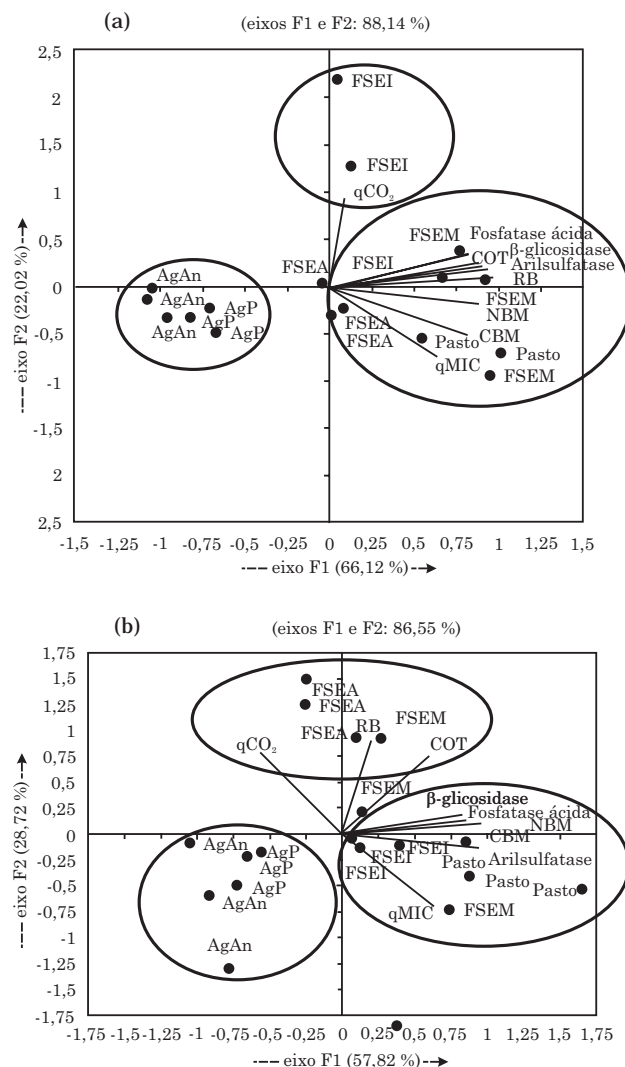 (a)
(eixos F1 e F2: 88,14 %)
2,5
2
1,5
1
0,5
0
-0,5
-1
1,5
2
2,5
---- eixo F2 (22,02 %) ---->
FSEI
FSEI
qCO₂
FSEM Fosfatase ácida
FSEI COT β-glicosidase
Arilsulfatase
FSEA RB
FSEM
NBM
AgAn
AgAn AgP
AgP
AgAn AgP
FSEA
FSEA
Pasto CBM
Pasto
qMIC
FSEM
-1,5 -1,25 -1 -0,75 -0,5 0 0,25 0,5 0,75 1 1,25 1,5
---- eixo F1 (66,12 %) ---->
(b)
(eixos F1 e F2: 86,55 %)
1,75
1,5
1,25
1
0,75
0,5
0,25
0
-0,25
-0,5
-0,75
-1
-1,25
-1,5
-1,75
---- eixo F2 (28,72 %) ---->
FSEA
FSEA
FSEA RB FSEM
qCO₂ COT
FSEM
β-glicosidase
Fosfatase ácida
NBM
CBM
AgAn AgP
AgP
AgP
AgAn
AgAn
FSEI FSEI
FSEI
Pasto Arilsulfatase
Pasto Pasto
qMIC FSEM
-1,75 -1,5 -1,25 -1 -0,75 -0,5 0 0,25 0,5 0,75 1 1,25 1,5 1,75
---- eixo F1 (57,82 %) ---->